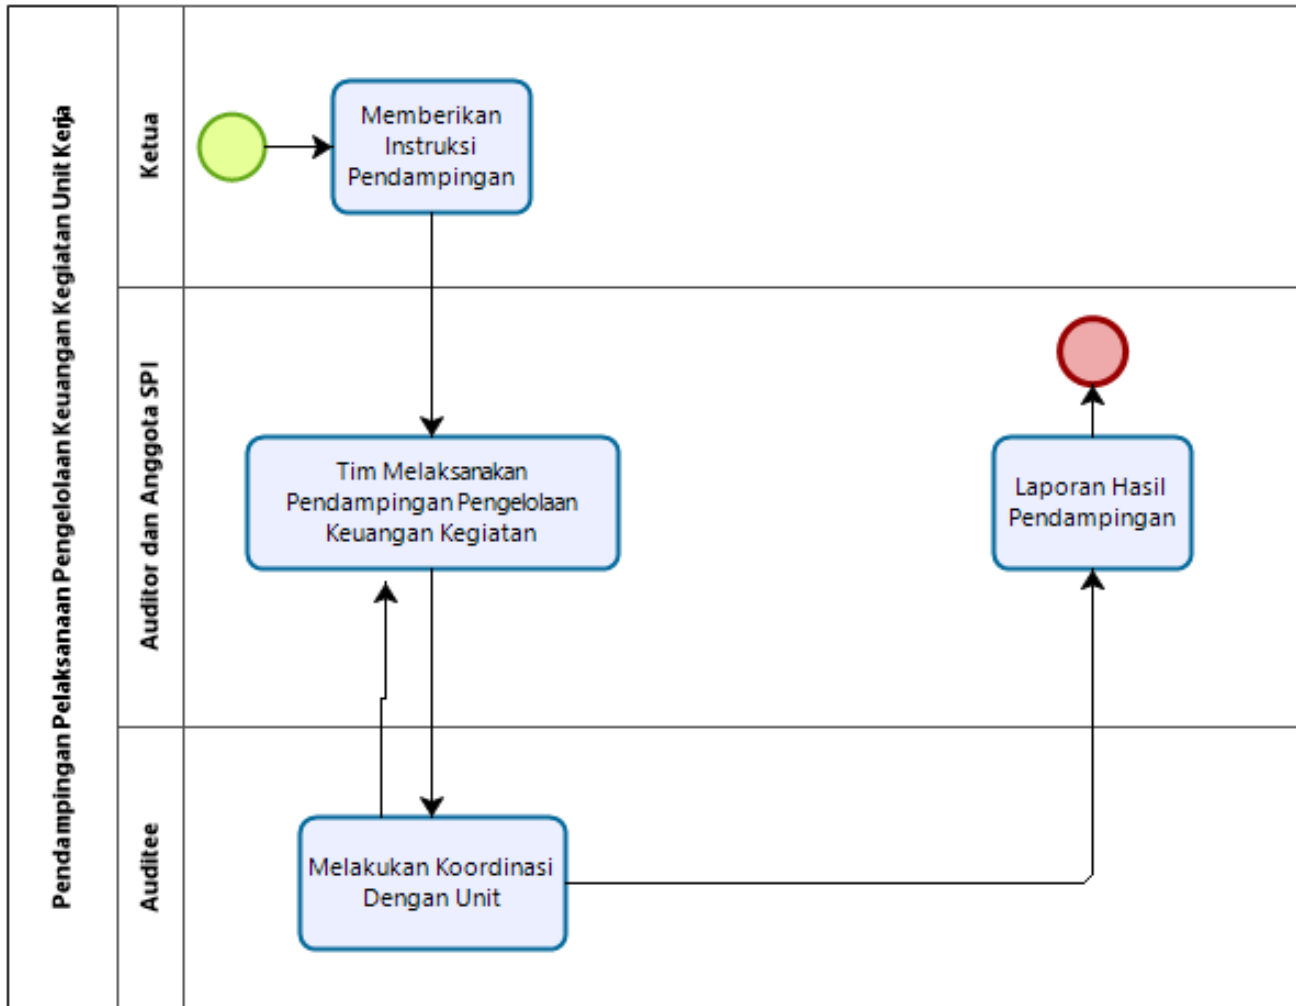 Pendampingan Pelaksanaan Pengelolaan Keuangan Kegiatan Unit Kerja
Ketua
Memberikan
Instruksi
Pendampingan
Auditor dan Anggota SPI
Tim Melaksanakan
Pendampingan Pengelolaan
Keuangan Kegiatan
Laporan Hasil
Pendampingan
Auditee
Melakukan Koordinasi
Dengan Unit